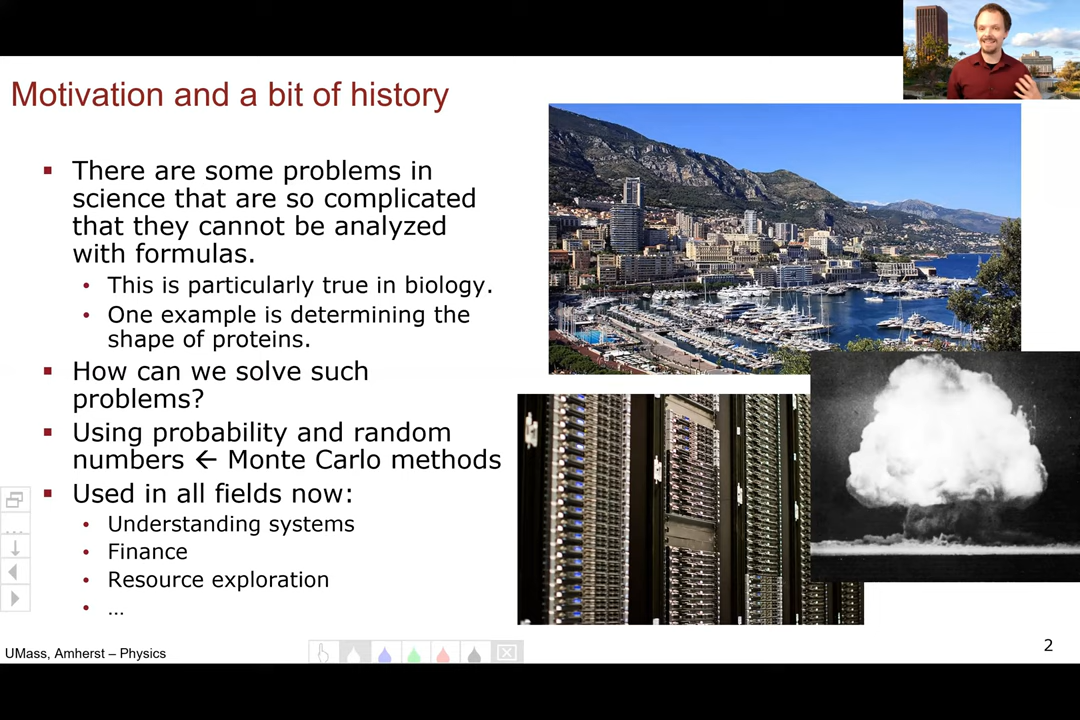 Motivation and a bit of history
▪ There are some problems in
science that are so complicated
that they cannot be analyzed
with formulas.
• This is particularly true in biology.
• One example is determining the
shape of proteins.
▪ How can we solve such
problems?
▪ Using probability and random
numbers ← Monte Carlo methods
▪ Used in all fields now:
• Understanding systems
• Finance
• Resource exploration
• …
UMass, Amherst – Physics
2